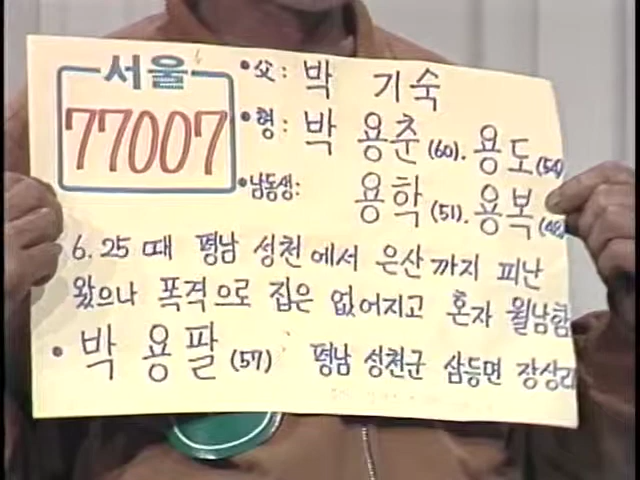 서울
77007
•父: 박 기숙
•형: 박 용춘(60). 용도(54)
•남동생: 용학(51). 용복(48)
6.25 때 평남 성천에서 은산까지 피난
왔으나 폭격으로 집은 없어지고 혼자 월남함
• 박 용팔(57) 평남 성천군 삼등면 장상리